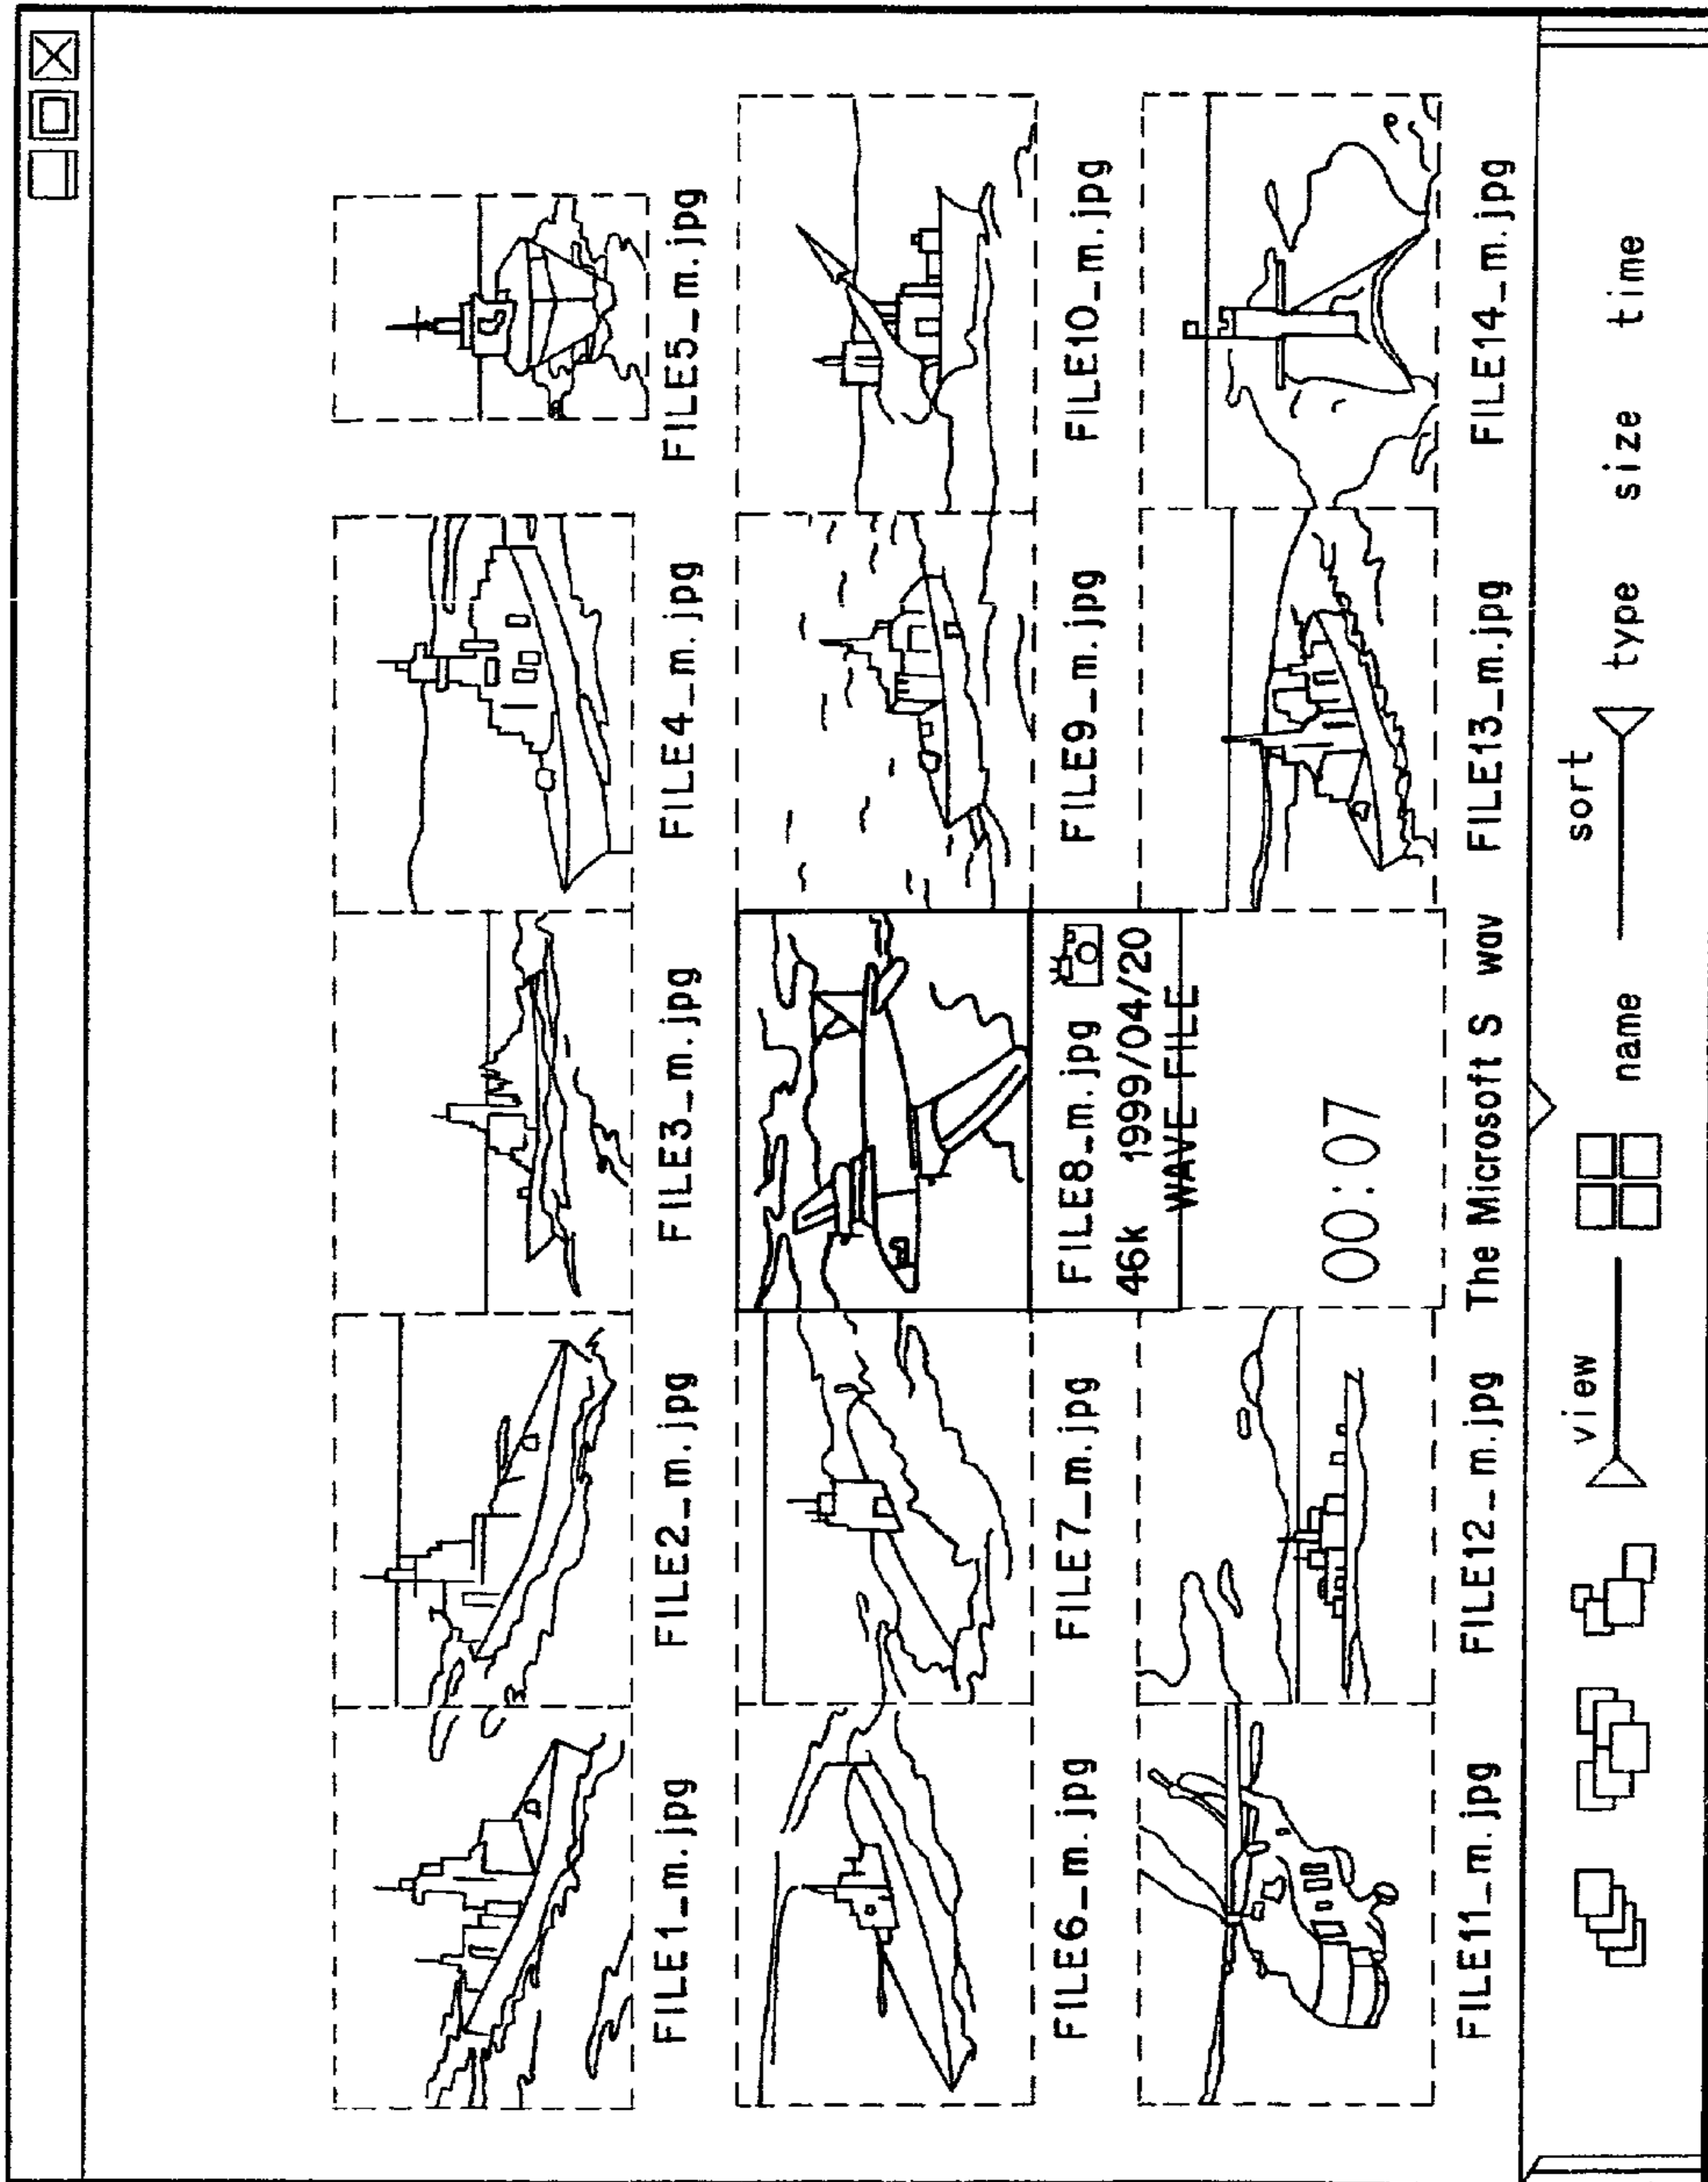 FILE1_m.jpg
FILE2_m.jpg
FILE3_m.jpg
FILE4_m.jpg
FILE5_m.jpg
FILE6_m.jpg
FILE7_m.jpg
FILE8_m.jpg
46k 1999/04/20
WAVE FILE
FILE9_m.jpg
FILE10_m.jpg
00:07
FILE11_m.jpg
FILE12_m.jpg
The Microsoft S wav
FILE13_m.jpg
FILE14_m.jpg
view
sort
name
type
size
time